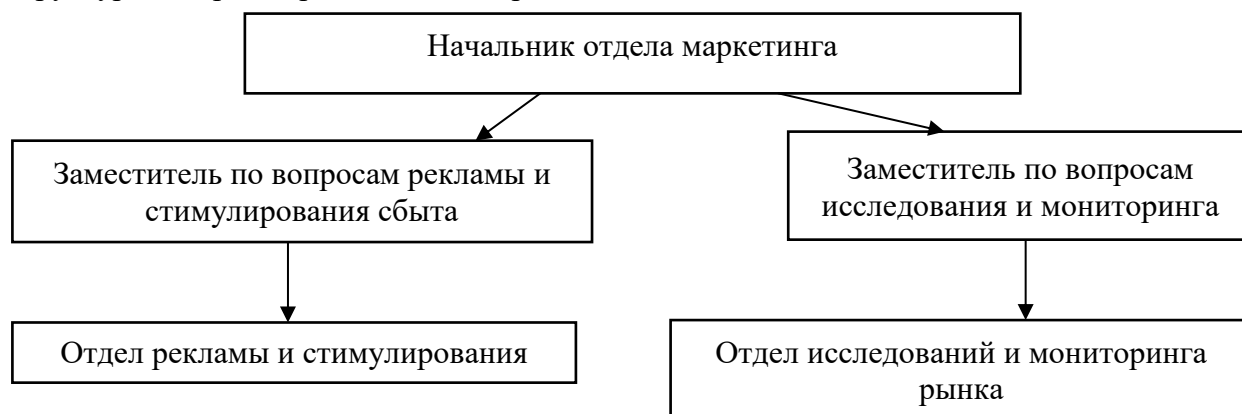 Начальник отдела маркетинга
Заместитель по вопросам рекламы и
стимулирования сбыта
Заместитель по вопросам
исследования и мониторинга
Отдел рекламы и стимулирования
Отдел исследований и мониторинга
рынка